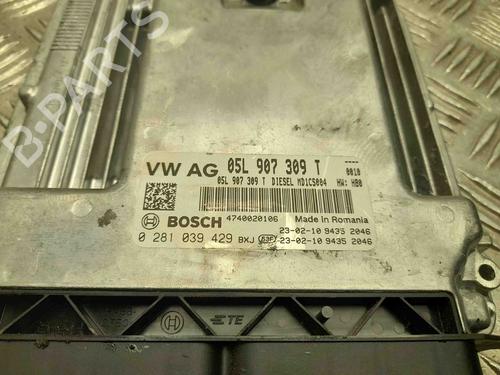 B-PARTS
VW AG 05L 907 309 T ----
0010
05L 907 309 T DIESEL MD1CS004 HW: H80
BOSCH 4740020106 Made in Romania
0 281 039 429 BXJ 23-02-10 9435 2046
23-02-10 9435 2046
TE